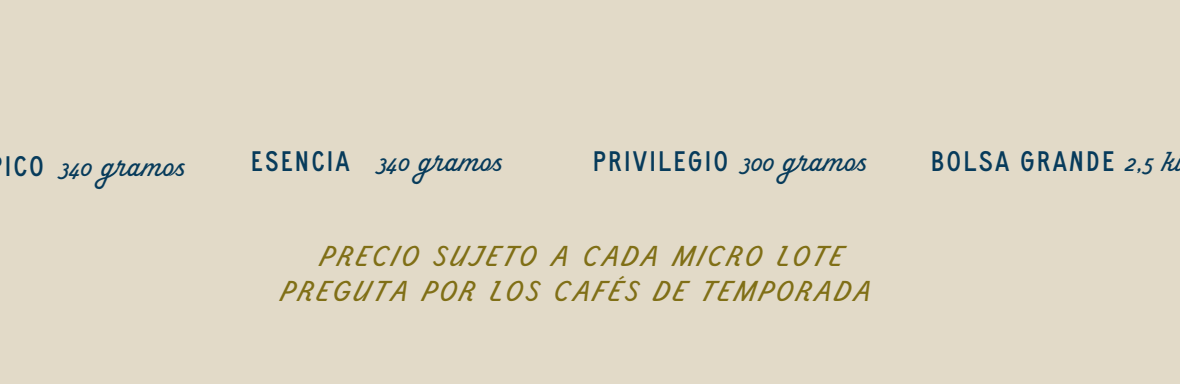 PICO 340 gramos ESENCIA 340 gramos PRIVILEGIO 300 gramos BOLSA GRANDE 2,5
PRECIO SUJETO A CADA MICRO LOTE
PREGUTA POR LOS CAFÉS DE TEMPORADA